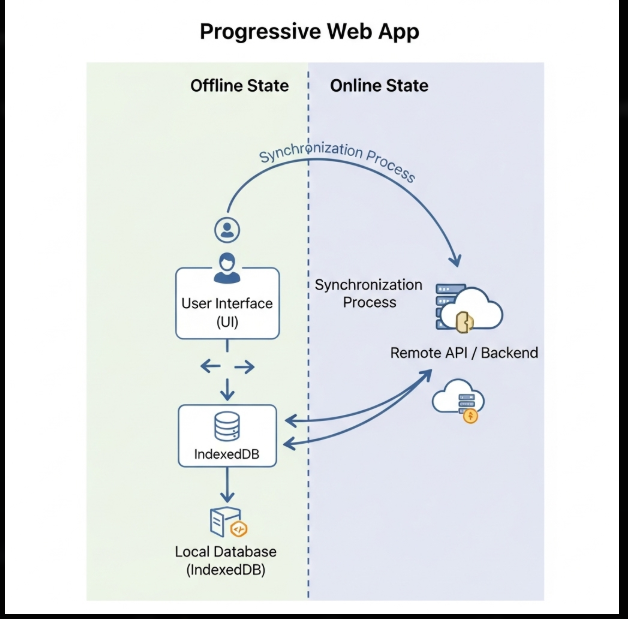 Progressive Web App
Offline State
Online State
Synchronization Process
User Interface
(UI)
Synchronization
Process
Remote API / Backend
IndexedDB
Local Database
(IndexedDB)